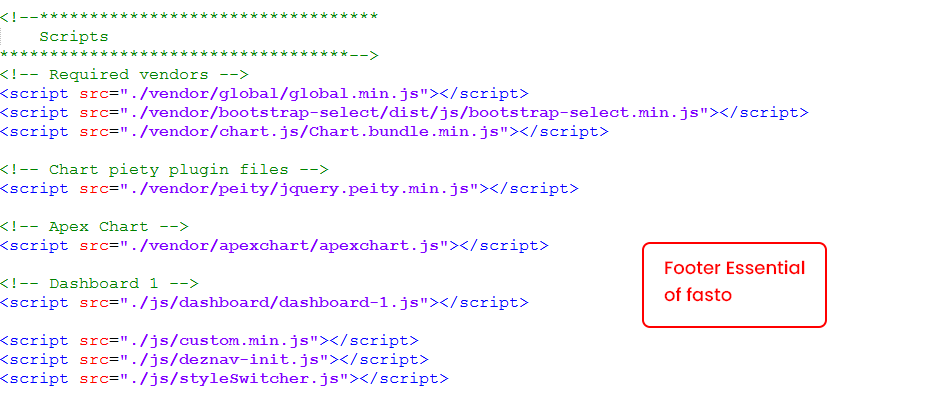 <!--**********************************
    Scripts
***********************************-->
<!-- Required vendors -->
<script src="./vendor/global/global.min.js"></script>
<script src="./vendor/bootstrap-select/dist/js/bootstrap-select.min.js"></script>
<script src="./vendor/chart.js/Chart.bundle.min.js"></script>

<!-- Chart piety plugin files -->
<script src="./vendor/peity/jquery.peity.min.js"></script>

<!-- Apex Chart -->
<script src="./vendor/apexchart/apexchart.js"></script>

<!-- Dashboard 1 -->
<script src="./js/dashboard/dashboard-1.js"></script>

<script src="./js/custom.min.js"></script>
<script src="./js/deznav-init.js"></script>
<script src="./js/styleSwitcher.js"></script>
Footer Essential
of fasto